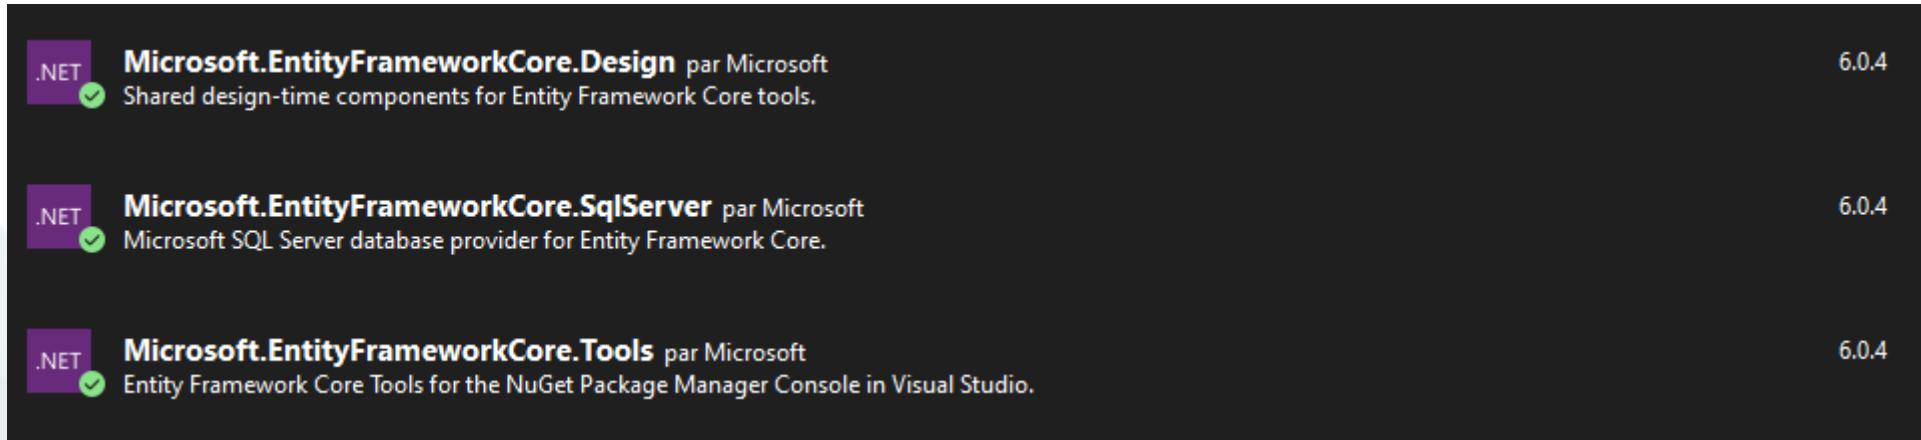 .NET
Microsoft.EntityFrameworkCore.Design par Microsoft 6.0.4
Shared design-time components for Entity Framework Core tools.
.NET
Microsoft.EntityFrameworkCore.SqlServer par Microsoft 6.0.4
Microsoft SQL Server database provider for Entity Framework Core.
.NET
Microsoft.EntityFrameworkCore.Tools par Microsoft 6.0.4
Entity Framework Core Tools for the NuGet Package Manager Console in Visual Studio.